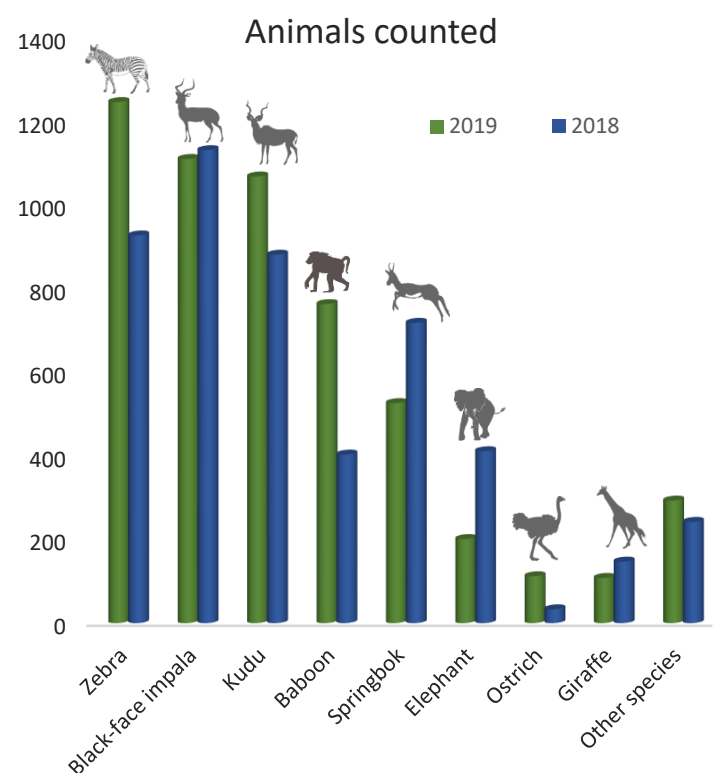 Animals counted
1400
1200
1000
800
600
400
200
0
2019 2018
Zebra
Black-face impala
Kudu
Baboon
Springbok
Elephant
Ostrich
Giraffe
Other species